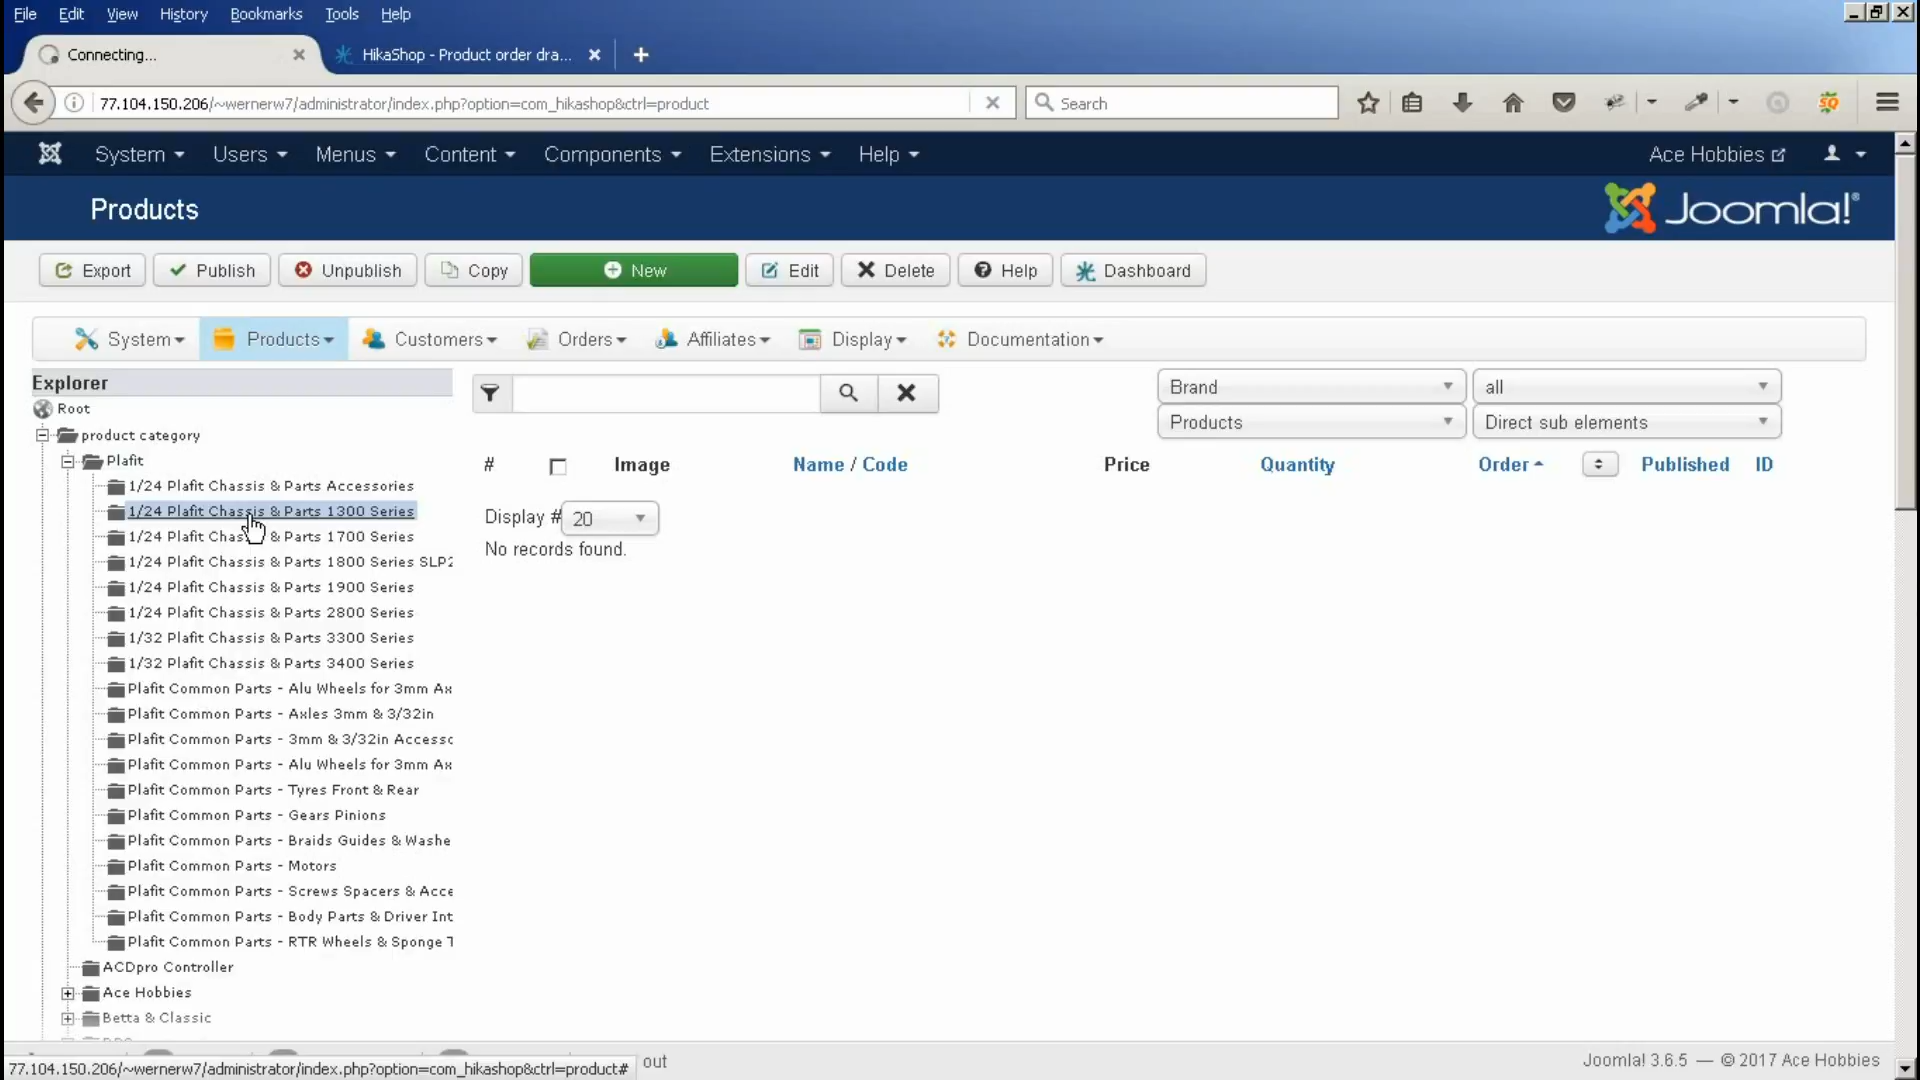 File Edit View History Bookmarks Tools Help
Connecting...
HikaShop - Product order dra...
77.104.150.206/~wernerw7/administrator/index.php?option=com_hikashop&ctrl=product
Search
System Users Menus Content Components Extensions Help
Ace Hobbies
Products
Joomla!®
Export Publish Unpublish Copy New Edit Delete Help Dashboard
System Products Customers Orders Affiliates Display Documentation
Explorer
Root
product category
Plafit
1/24 Plafit Chassis & Parts Accessories
1/24 Plafit Chassis & Parts 1300 Series
1/24 Plafit Chassis & Parts 1700 Series
1/24 Plafit Chassis & Parts 1800 Series SLP2
1/24 Plafit Chassis & Parts 1900 Series
1/24 Plafit Chassis & Parts 2800 Series
1/32 Plafit Chassis & Parts 3300 Series
1/32 Plafit Chassis & Parts 3400 Series
Plafit Common Parts - Alu Wheels for 3mm Ax
Plafit Common Parts - Axles 3mm & 3/32in
Plafit Common Parts - 3mm & 3/32in Accesso
Plafit Common Parts - Alu Wheels for 3mm Ax
Plafit Common Parts - Tyres Front & Rear
Plafit Common Parts - Gears Pinions
Plafit Common Parts - Braids Guides & Washe
Plafit Common Parts - Motors
Plafit Common Parts - Screws Spacers & Acce
Plafit Common Parts - Body Parts & Driver Int
Plafit Common Parts - RTR Wheels & Sponge T
ACDpro Controller
Ace Hobbies
Betta & Classic
Brand
all
Products
Direct sub elements
# Image Name / Code Price Quantity Order Published ID
Display # 20
No records found.
77.104.150.206/~wernerw7/administrator/index.php?option=com_hikashop&ctrl=product#
out
Joomla! 3.6.5 — © 2017 Ace Hobbies